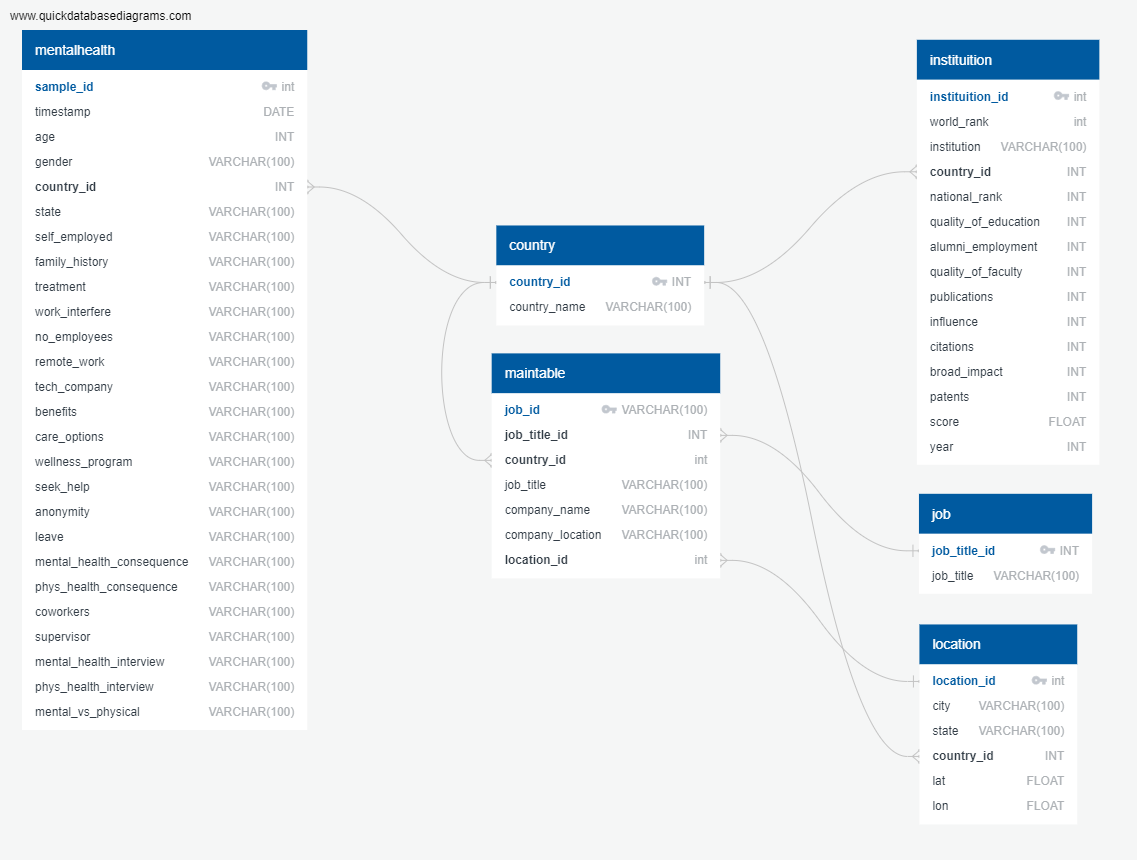 www.quickdatabasediagrams.com
mentalhealth
sample_id int
timestamp DATE
age INT
gender VARCHAR(100)
country_id INT
state VARCHAR(100)
self_employed VARCHAR(100)
family_history VARCHAR(100)
treatment VARCHAR(100)
work_interfere VARCHAR(100)
no_employees VARCHAR(100)
remote_work VARCHAR(100)
tech_company VARCHAR(100)
benefits VARCHAR(100)
care_options VARCHAR(100)
wellness_program VARCHAR(100)
seek_help VARCHAR(100)
anonymity VARCHAR(100)
leave VARCHAR(100)
mental_health_consequence VARCHAR(100)
phys_health_consequence VARCHAR(100)
coworkers VARCHAR(100)
supervisor VARCHAR(100)
mental_health_interview VARCHAR(100)
phys_health_interview VARCHAR(100)
mental_vs_physical VARCHAR(100)
country
country_id INT
country_name VARCHAR(100)
maintable
job_id VARCHAR(100)
job_title_id INT
country_id int
job_title VARCHAR(100)
company_name VARCHAR(100)
company_location VARCHAR(100)
location_id int
instituition
instituition_id int
world_rank int
institution VARCHAR(100)
country_id INT
national_rank INT
quality_of_education INT
alumni_employment INT
quality_of_faculty INT
publications INT
influence INT
citations INT
broad_impact INT
patents INT
score FLOAT
year INT
job
job_title_id INT
job_title VARCHAR(100)
location
location_id int
city VARCHAR(100)
state VARCHAR(100)
country_id INT
lat FLOAT
lon FLOAT